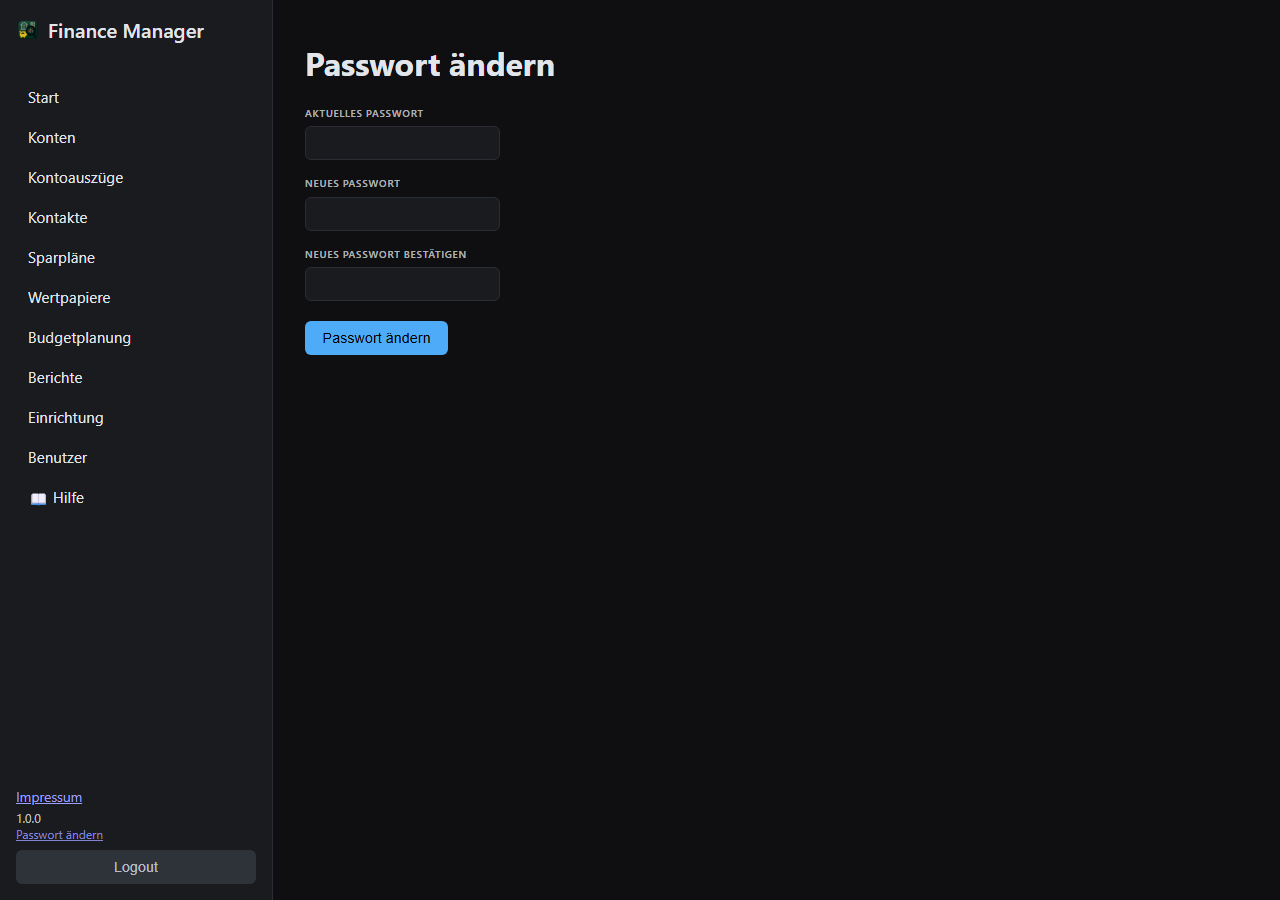 Finance Manager
Start
Konten
Kontoauszüge
Kontakte
Sparpläne
Wertpapiere
Budgetplanung
Berichte
Einrichtung
Benutzer
Hilfe
Impressum
1.0.0
Passwort ändern
Logout
Passwort ändern
AKTUELLES PASSWORT
NEUES PASSWORT
NEUES PASSWORT BESTÄTIGEN
Passwort ändern